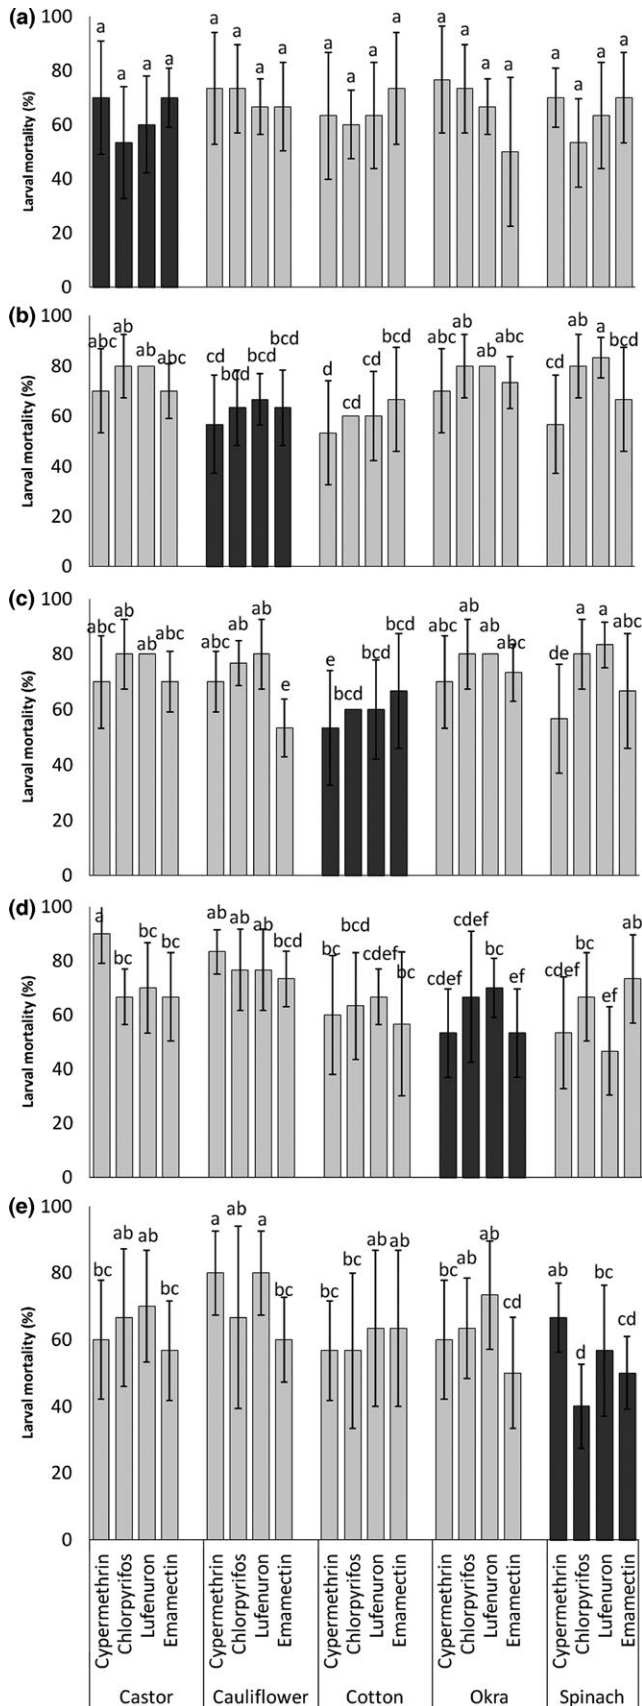 (a) 100
Larval mortality (%)
80
60
40
20
0
a a a a a a a a a a a a a a a a a a a a
(b) 100
Larval mortality (%)
80
60
40
20
0
abc ab ab abc cd bcd bcd bcd d cd cd bcd abc ab ab abc cd ab a bcd
(c) 100
Larval mortality (%)
80
60
40
20
0
abc ab ab abc abc ab ab e e bcd bcd bcd abc ab ab abc de a a abc
(d) 100
Larval mortality (%)
80
60
40
20
0
a bc bc bc ab ab ab bcd bc bcd cdef bc cdef cdef bc ef cdef bc ef ab
(e) 100
Larval mortality (%)
80
60
40
20
0
bc ab ab bc a ab a bc bc bc ab ab bc ab ab cd ab d bc cd
Cypermethrin Chlorpyrifos Lufenuron Emamectin Cypermethrin Chlorpyrifos Lufenuron Emamectin Cypermethrin Chlorpyrifos Lufenuron Emamectin Cypermethrin Chlorpyrifos Lufenuron Emamectin Cypermethrin Chlorpyrifos Lufenuron Emamectin
Castor Cauliflower Cotton Okra Spinach